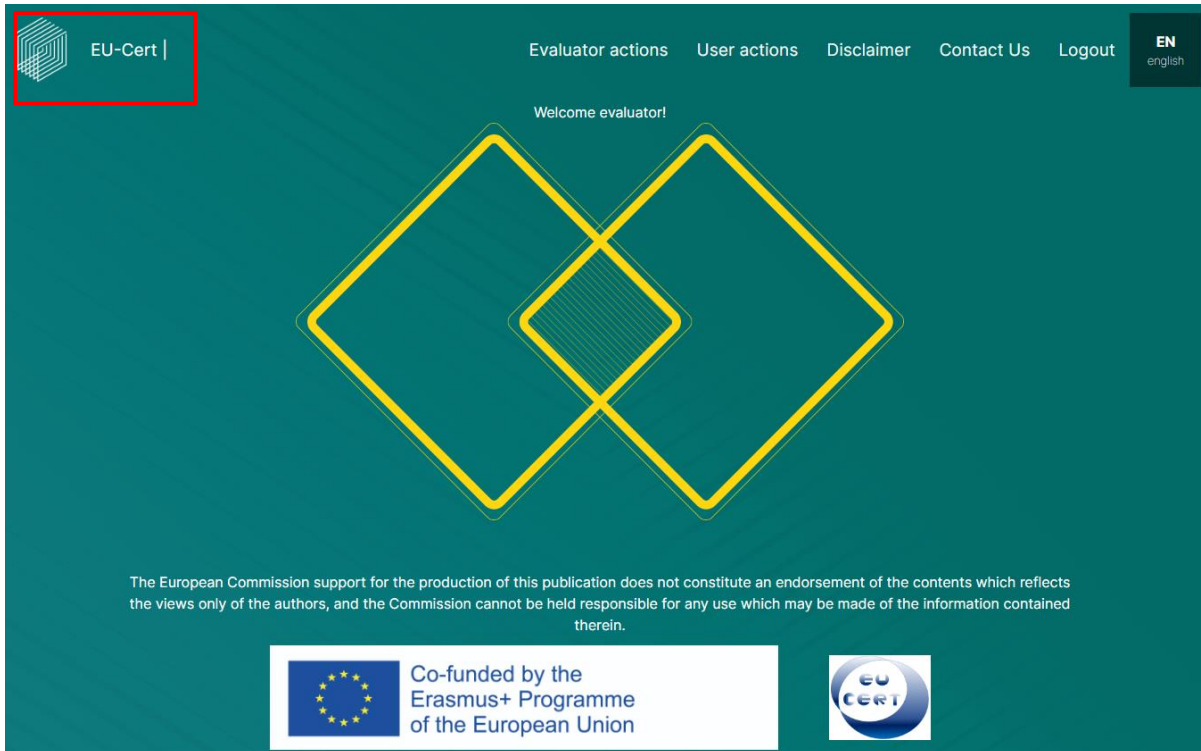 EU-Cert |
Evaluator actions User actions Disclaimer Contact Us Logout
EN
english
Welcome evaluator!
The European Commission support for the production of this publication does not constitute an endorsement of the contents which reflects
the views only of the authors, and the Commission cannot be held responsible for any use which may be made of the information contained
therein.
Co-funded by the
Erasmus+ Programme
of the European Union
EU
CERT